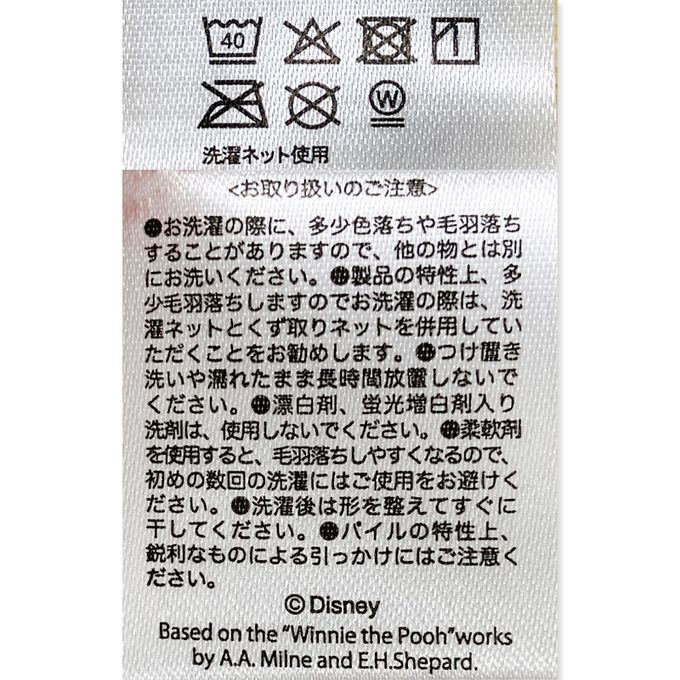 40
W
洗濯ネット使用
<お取り扱いのご注意>
●お洗濯の際に、多少色落ちや毛羽落ち
することがありますので、他の物とは別
にお洗いください。●製品の特性上、多
少毛羽落ちしますのでお洗濯の際は、洗
濯ネットとくず取りネットを併用してい
ただくことをお勧めします。●つけ置き
洗いや濡れたまま長時間放置しないで
ください。●漂白剤、蛍光増白剤入り
洗剤は、使用しないでください。●柔軟剤
を使用すると、毛羽落ちしやすくなるので、
初めの数回の洗濯にはご使用をお避けく
ださい。●洗濯後は形を整えてすぐに
干してください。●パイルの特性上、
鋭利なものによる引っかけにはご注意く
ださい。
©Disney
Based on the "Winnie the Pooh"works
by A.A. Milne and E.H.Shepard.